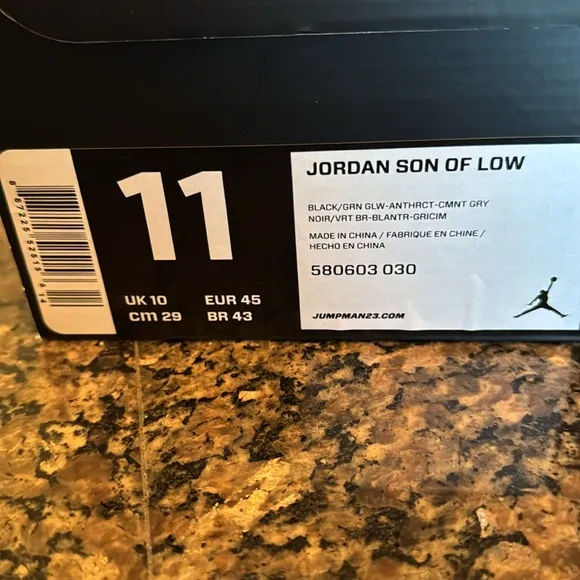 11
UK 10 EUR 45
CM 29 BR 43
JORDAN SON OF LOW
BLACK/GRN GLW-ANTHRCT-CMNT GRY
NOIR/VRT BR-BLANTR-GRICIM
MADE IN CHINA / FABRIQUE EN CHINE /
HECHO EN CHINA
580603 030
JUMPMAN23.COM